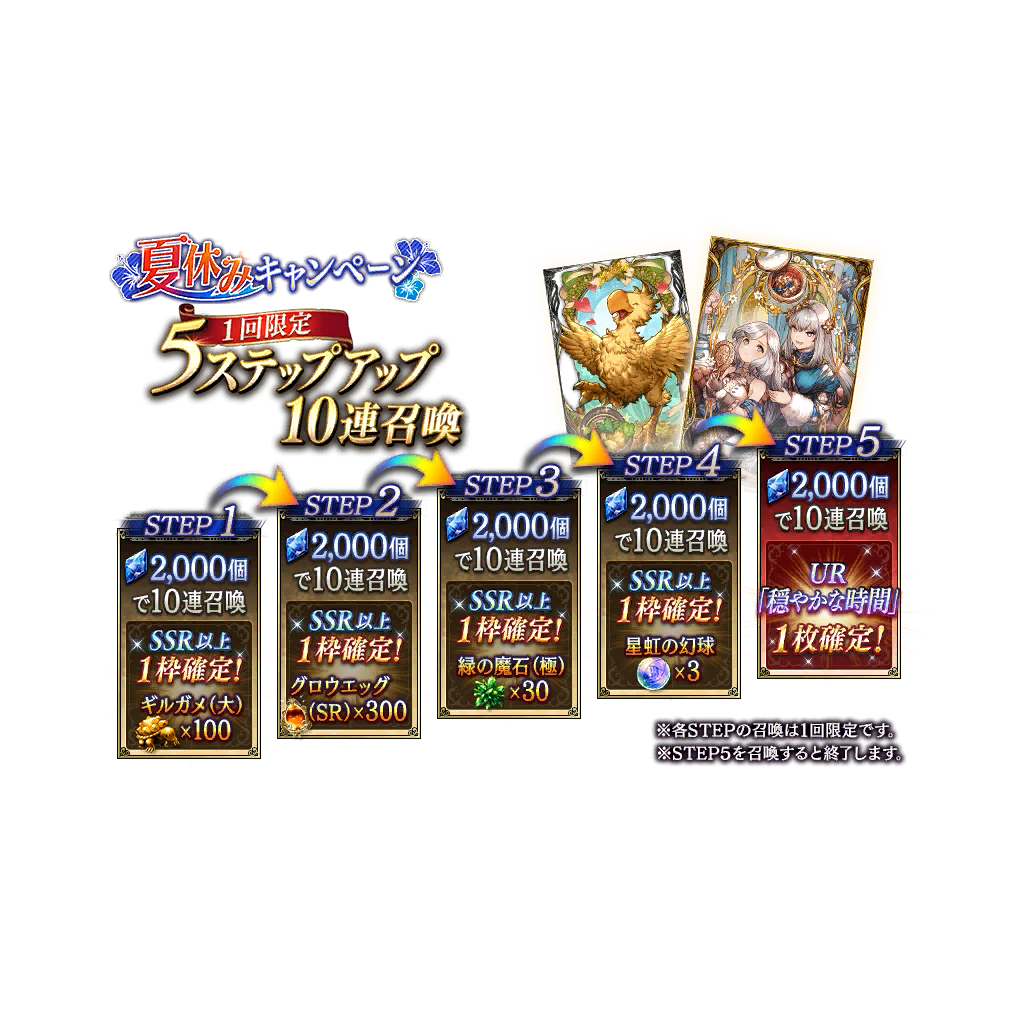 夏休みキャンペーン
1回限定
5ステップアップ
10連召喚
STEP 1
2,000個
で10連召喚
SSR以上
1枠確定!
ギルガメ(大)
×100
STEP 2
2,000個
で10連召喚
SSR以上
1枠確定!
グロウエッグ
(SR)×300
STEP 3
2,000個
で10連召喚
SSR以上
1枠確定!
緑の魔石(極)
×30
STEP 4
2,000個
で10連召喚
SSR以上
1枠確定!
星虹の幻球
×3
STEP 5
2,000個
で10連召喚
UR
「穏やかな時間」
1枚確定!
※各STEPの召喚は1回限定です。
※STEP5を召喚すると終了します。